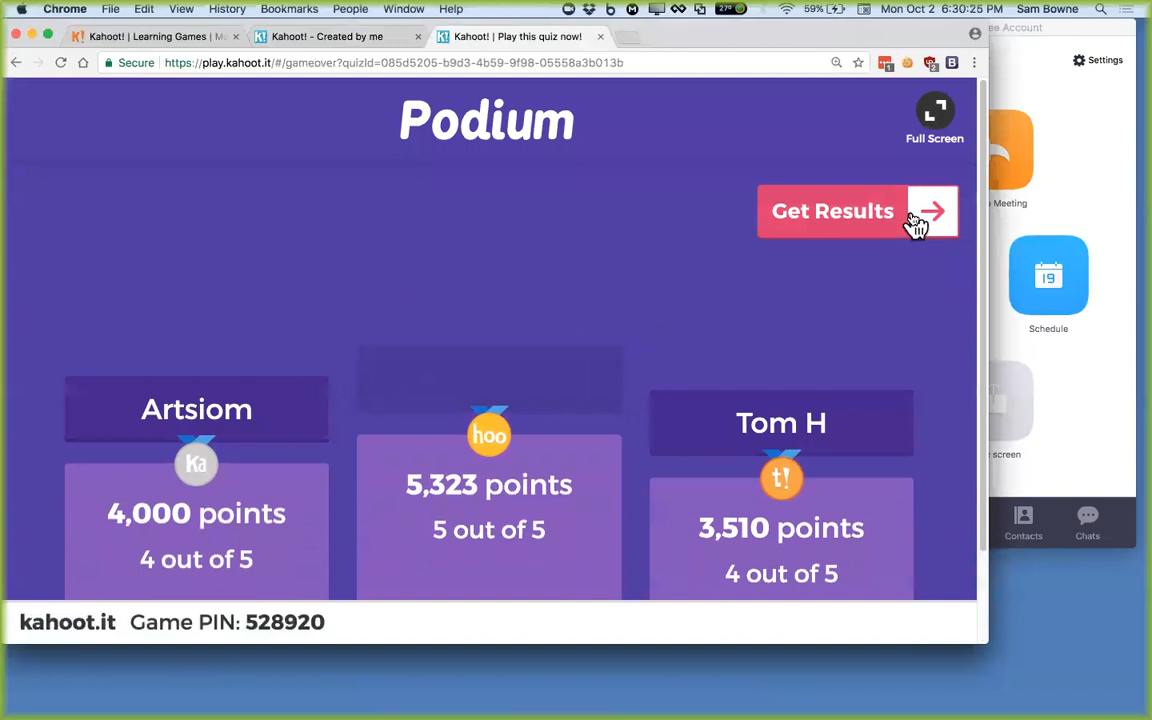 Chrome File Edit View History Bookmarks People Window Help 27° 59% Mon Oct 2 6:30:25 PM Sam Bowne
Kahoot! | Learning Games | M
Kahoot! - Created by me
Kahoot! | Play this quiz now!
ee Account
Secure https://play.kahoot.it/#/gameover?quizId=085d5205-b9d3-4b59-9f98-05558a3b013b
Settings
Podium
Full Screen
Get Results
Meeting
19
Schedule
Artsiom
Tom H
Ka
hoo
t!
4,000 points
4 out of 5
5,323 points
5 out of 5
3,510 points
4 out of 5
screen
Contacts
Chats
kahoot.it Game PIN: 528920